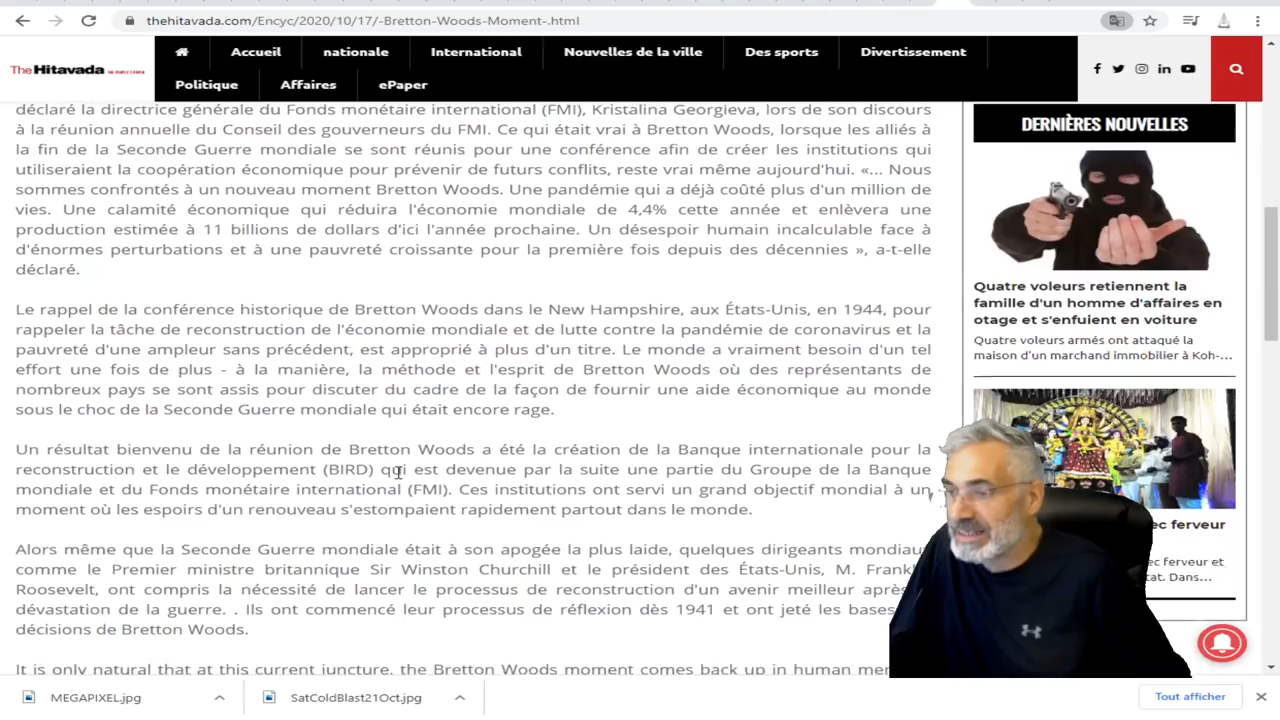 thehitavada.com/Encyc/2020/10/17/-Bretton-Woods-Moment-.html
The Hitavada THE PEOPLE'S PAPER
Accueil nationale International Nouvelles de la ville Des sports Divertissement
Politique Affaires ePaper
déclaré la directrice générale du Fonds monétaire international (FMI), Kristalina Georgieva, lors de son discours
à la réunion annuelle du Conseil des gouverneurs du FMI. Ce qui était vrai à Bretton Woods, lorsque les alliés à
la fin de la Seconde Guerre mondiale se sont réunis pour une conférence afin de créer les institutions qui
utiliseraient la coopération économique pour prévenir de futurs conflits, reste vrai même aujourd'hui. «... Nous
sommes confrontés à un nouveau moment Bretton Woods. Une pandémie qui a déjà coûté plus d'un million de
vies. Une calamité économique qui réduira l'économie mondiale de 4,4% cette année et enlèvera une
production estimée à 11 billions de dollars d'ici l'année prochaine. Un désespoir humain incalculable face à
d'énormes perturbations et à une pauvreté croissante pour la première fois depuis des décennies », a-t-elle
déclaré.
Le rappel de la conférence historique de Bretton Woods dans le New Hampshire, aux États-Unis, en 1944, pour
rappeler la tâche de reconstruction de l'économie mondiale et de lutte contre la pandémie de coronavirus et la
pauvreté d'une ampleur sans précédent, est approprié à plus d'un titre. Le monde a vraiment besoin d'un tel
effort une fois de plus - à la manière, la méthode et l'esprit de Bretton Woods où des représentants de
nombreux pays se sont assis pour discuter du cadre de la façon de fournir une aide économique au monde
sous le choc de la Seconde Guerre mondiale qui était encore rage.
Un résultat bienvenu de la réunion de Bretton Woods a été la création de la Banque internationale pour la
reconstruction et le développement (BIRD) qui est devenue par la suite une partie du Groupe de la Banque
mondiale et du Fonds monétaire international (FMI). Ces institutions ont servi un grand objectif mondial à un
moment où les espoirs d'un renouveau s'estompaient rapidement partout dans le monde.
Alors même que la Seconde Guerre mondiale était à son apogée la plus laide, quelques dirigeants mondiau
comme le Premier ministre britannique Sir Winston Churchill et le président des États-Unis, M. Frankl
Roosevelt, ont compris la nécessité de lancer le processus de reconstruction d'un avenir meilleur après
dévastation de la guerre. . Ils ont commencé leur processus de réflexion dès 1941 et ont jeté les bases
décisions de Bretton Woods.
It is only natural that at this current juncture, the Bretton Woods moment comes back up in human me
DERNIÈRES NOUVELLES
Quatre voleurs retiennent la
famille d'un homme d'affaires en
otage et s'enfuient en voiture
Quatre voleurs armés ont attaqué la
maison d'un marchand immobilier à Koh-...
ec ferveur
ec ferveur et
tat. Dans...
MEGAPIXEL.jpg SatColdBlast21Oct.jpg Tout afficher